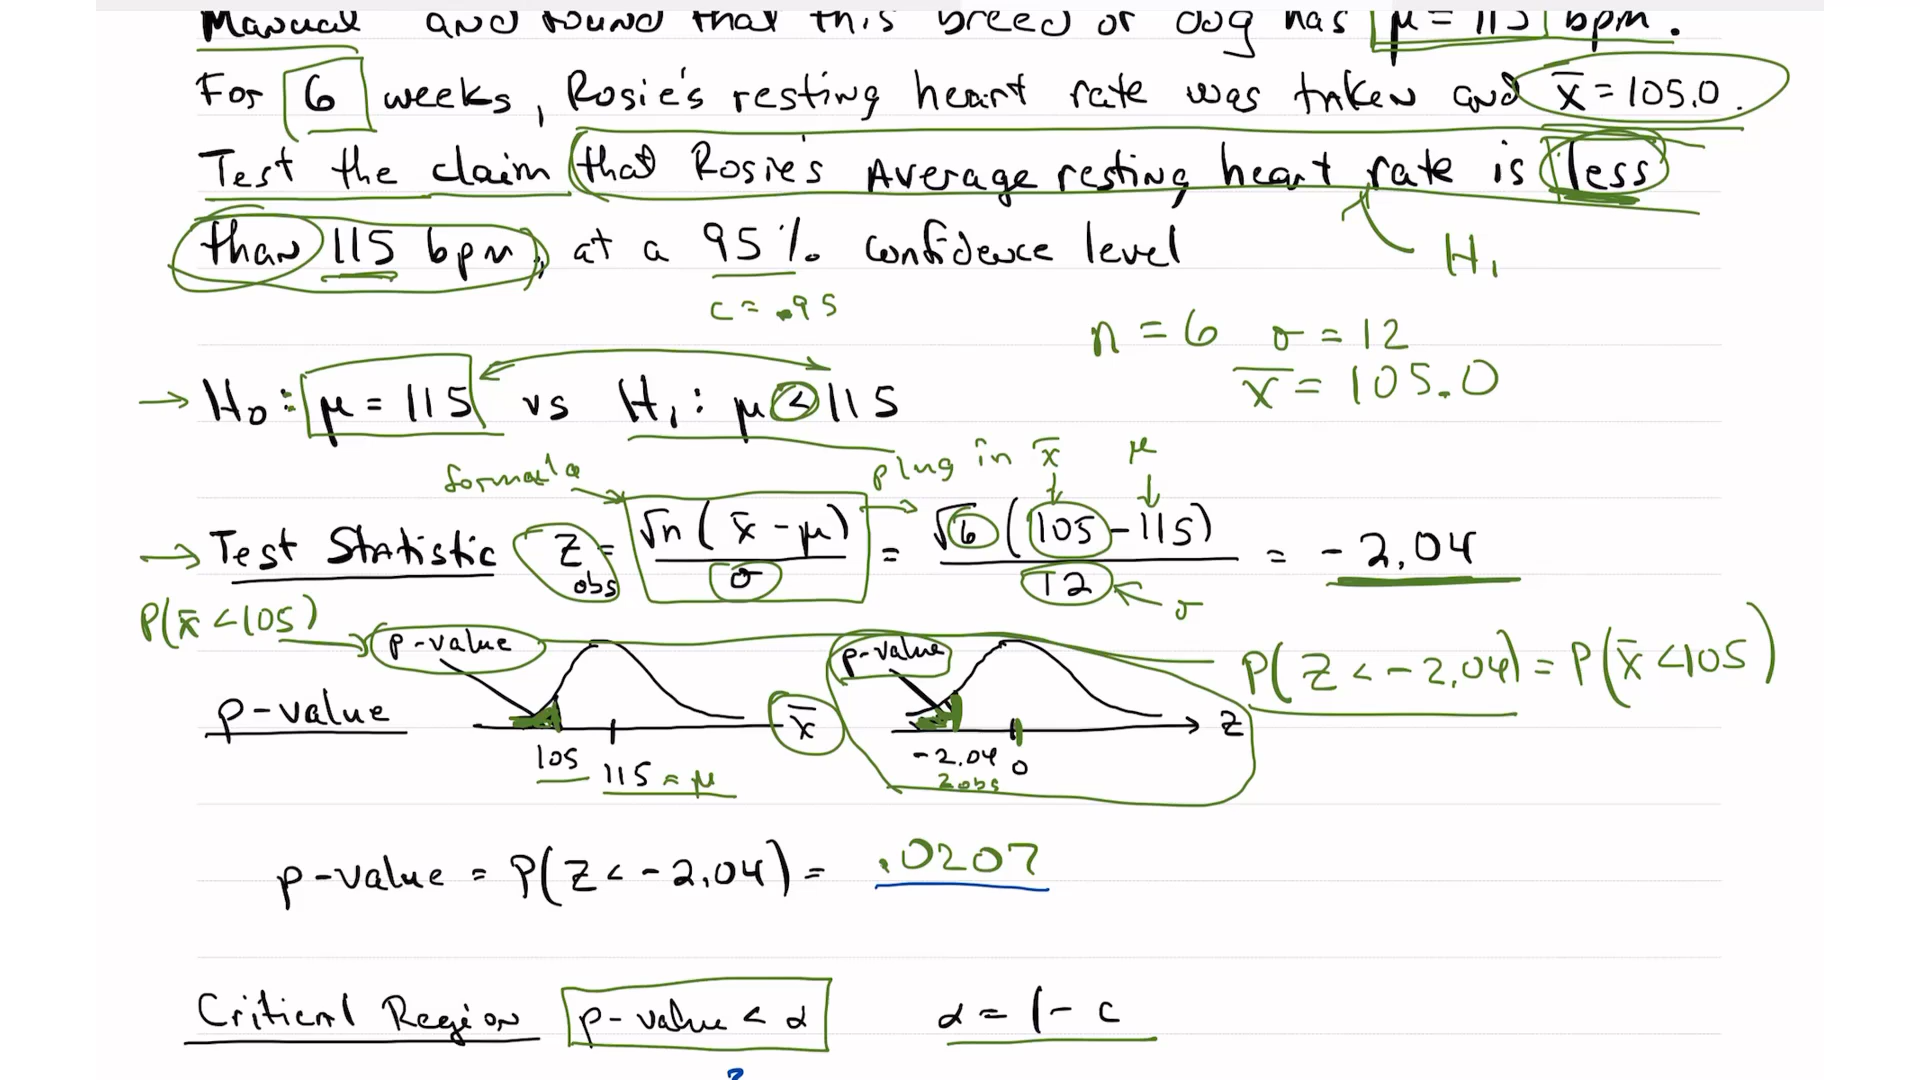 Manual and found that this breed of dog has μ = 115 bpm.
For 6 weeks, Rosie's resting heart rate was taken and x̄ = 105.0.
Test the claim that Rosie's Average resting heart rate is less
than 115 bpm, at a 95% confidence level
H₁
c = .95
n = 6 σ = 12
x̄ = 105.0
→ H₀: μ = 115 vs H₁: μ < 115
formula plug in x̄ μ
→ Test Statistic Z obs = √n (x̄ - μ) / σ = √6 (105 - 115) / 12 = -2.04
σ
P(x̄ < 105) p-value p-value P(Z < -2.04) = P(x̄ < 105)
p-value x̄ Z
105 115 = μ -2.04 0
Zobs
p-value = P(Z < -2.04) = .0207
Critical Region p-value < α α = 1 - c
?